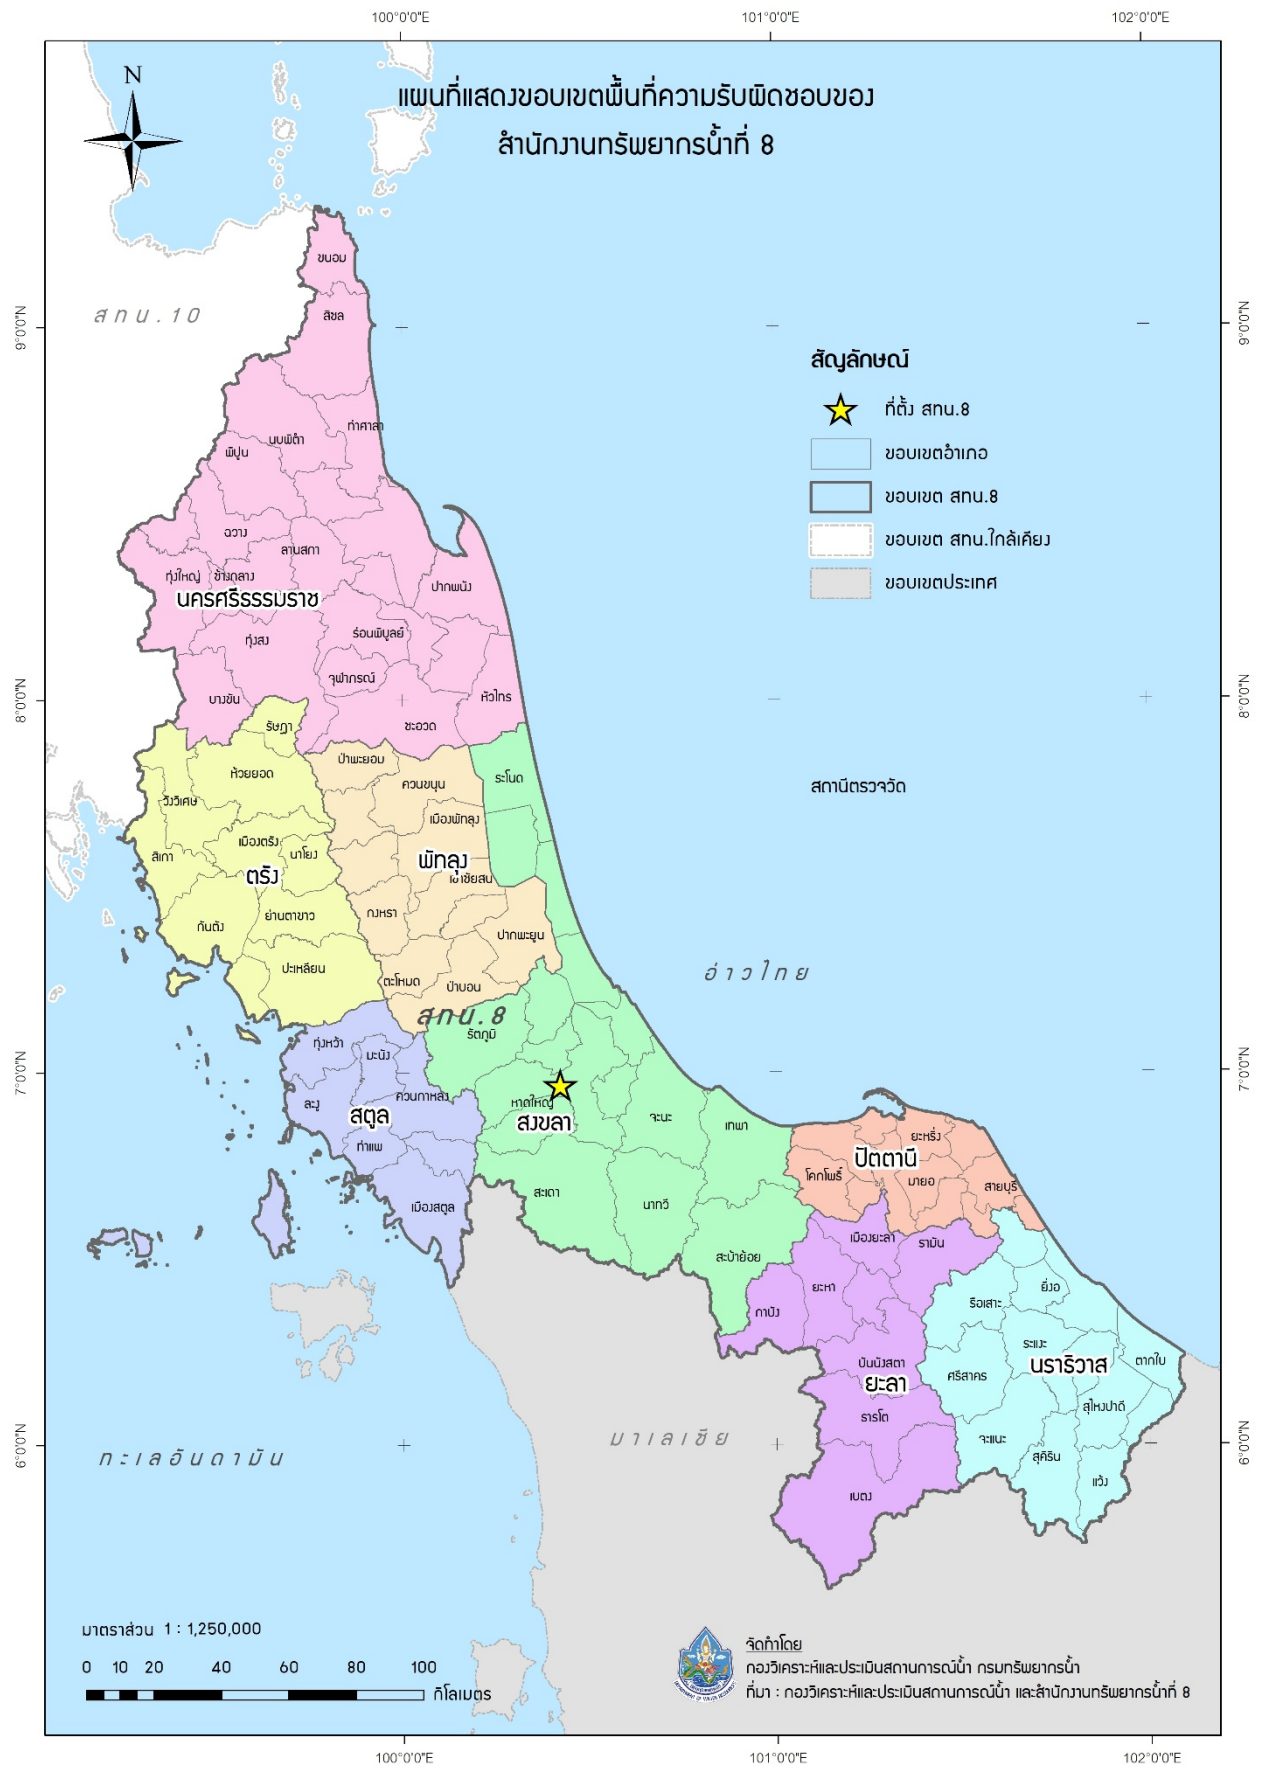 100°0'0"E 101°0'0"E 102°0'0"E
N
แผนที่แสดงขอบเขตพื้นที่ความรับผิดชอบของ
สำนักงานทรัพยากรน้ำที่ 8
ขนอม
สทน.10
สิชล
9°0'0"N 9°0'0"N
สัญลักษณ์
ที่ตั้ง สทน.8
ขอบเขตอำเภอ
ขอบเขต สทน.8
ขอบเขต สทน.ใกล้เคียง
ขอบเขตประเทศ
ท่าศาลา
นบพิตำ
พิปูน
ฉวาง
ลานสกา
ทุ่งใหญ่ ช้างกลาง
ปากพนัง
นครศรีธรรมราช
ทุ่งสง
ร่อนพิบูลย์
จุฬาภรณ์
บางขัน
หัวไทร
8°0'0"N 8°0'0"N
รัษฎา
ชะอวด
ป่าพะยอม
ห้วยยอด
ควนขนุน
ระโนด
สถานีตรวจวัด
วังวิเศษ
เมืองพัทลุง
เมืองตรัง
นาโยง
สิเกา
พัทลุง
ตรัง
เขาชัยสน
กงหรา
ย่านตาขาว
กันตัง
ปากพะยูน
ปะเหลียน
อ่าวไทย
ตะโหมด
ป่าบอน
สทน.8
รัตภูมิ
ทุ่งหว้า
มะนัง
7°0'0"N 7°0'0"N
ควนกาหลง
ละงู
หาดใหญ่
สตูล
สงขลา
จะนะ
เทพา
ท่าแพ
ยะหริ่ง
ปัตตานี
โคกโพธิ์
มายอ
สายบุรี
สะเดา
นาทวี
เมืองสตูล
เมืองยะลา
รามัน
สะบ้าย้อย
ยะหา
ยี่งอ
กาบัง
รือเสาะ
ระแงะ
บันนังสตา
นราธิวาส
ตากใบ
ศรีสาคร
ยะลา
สุไหงปาดี
ธารโต
จะแนะ
มาเลเซีย
6°0'0"N 6°0'0"N
ทะเลอันดามัน
สุคิริน
แว้ง
เบตง
มาตราส่วน 1 : 1,250,000
0 10 20 40 60 80 100
กิโลเมตร
จัดทำโดย
กองวิเคราะห์และประเมินสถานการณ์น้ำ กรมทรัพยากรน้ำ
ที่มา : กองวิเคราะห์และประเมินสถานการณ์น้ำ และสำนักงานทรัพยากรน้ำที่ 8
100°0'0"E 101°0'0"E 102°0'0"E